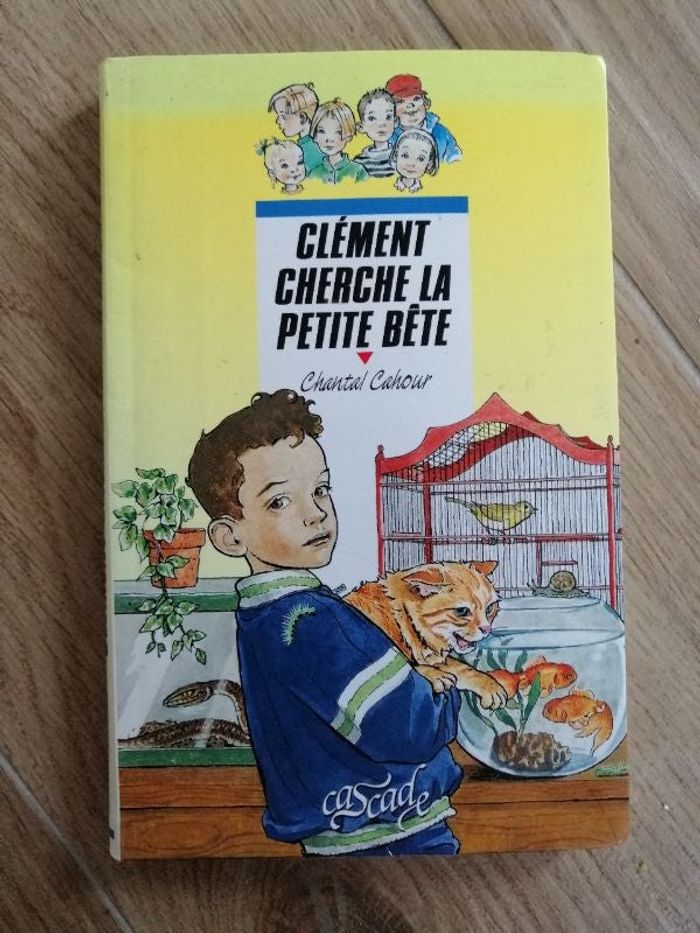 CLÉMENT
CHERCHE LA
PETITE BÊTE
Chantal Cahour
cascade